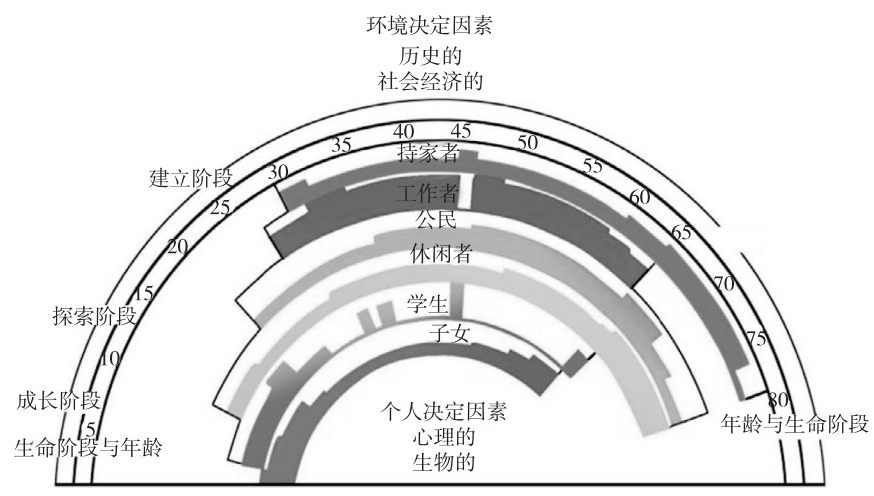 环境决定因素
历史的
社会经济的
40
45
35
50
持家者
30
55
建立阶段
工作者
60
25
公民
65
20
休闲者
70
15
学生
探索阶段
子女
75
10
成长阶段
个人决定因素
80
5
年龄与生命阶段
生命阶段与年龄
心理的
生物的